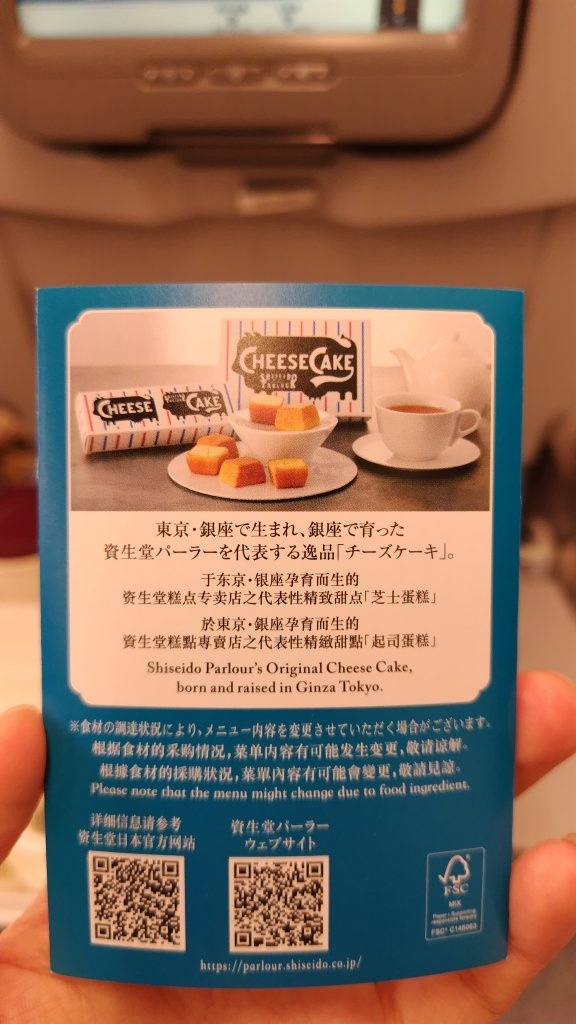 CHEESE CAKE
SHISEIDO
PARLOUR
CHEESE
CAKE
東京・銀座で生まれ、銀座で育った
資生堂パーラーを代表する逸品「チーズケーキ」。
于东京・银座孕育而生的
资生堂糕点专卖店之代表性精致甜点「芝士蛋糕」
於東京・銀座孕育而生的
資生堂糕點專賣店之代表性精緻甜點「起司蛋糕」
Shiseido Parlour's Original Cheese Cake,
born and raised in Ginza Tokyo.
※食材の調達状況により、メニュー内容を変更させていただく場合がございます。
根据食材的采购情况，菜单内容有可能发生变更，敬请谅解。
根據食材的採購狀況，菜單內容有可能會變更，敬請見諒。
Please note that the menu might change due to food ingredient.
详细信息请参考
资生堂日本官方网站
資生堂パーラー
ウェブサイト
FSC
MIX
Paper | Supporting
responsible forestry
FSC® C148063
https://parlour.shiseido.co.jp/